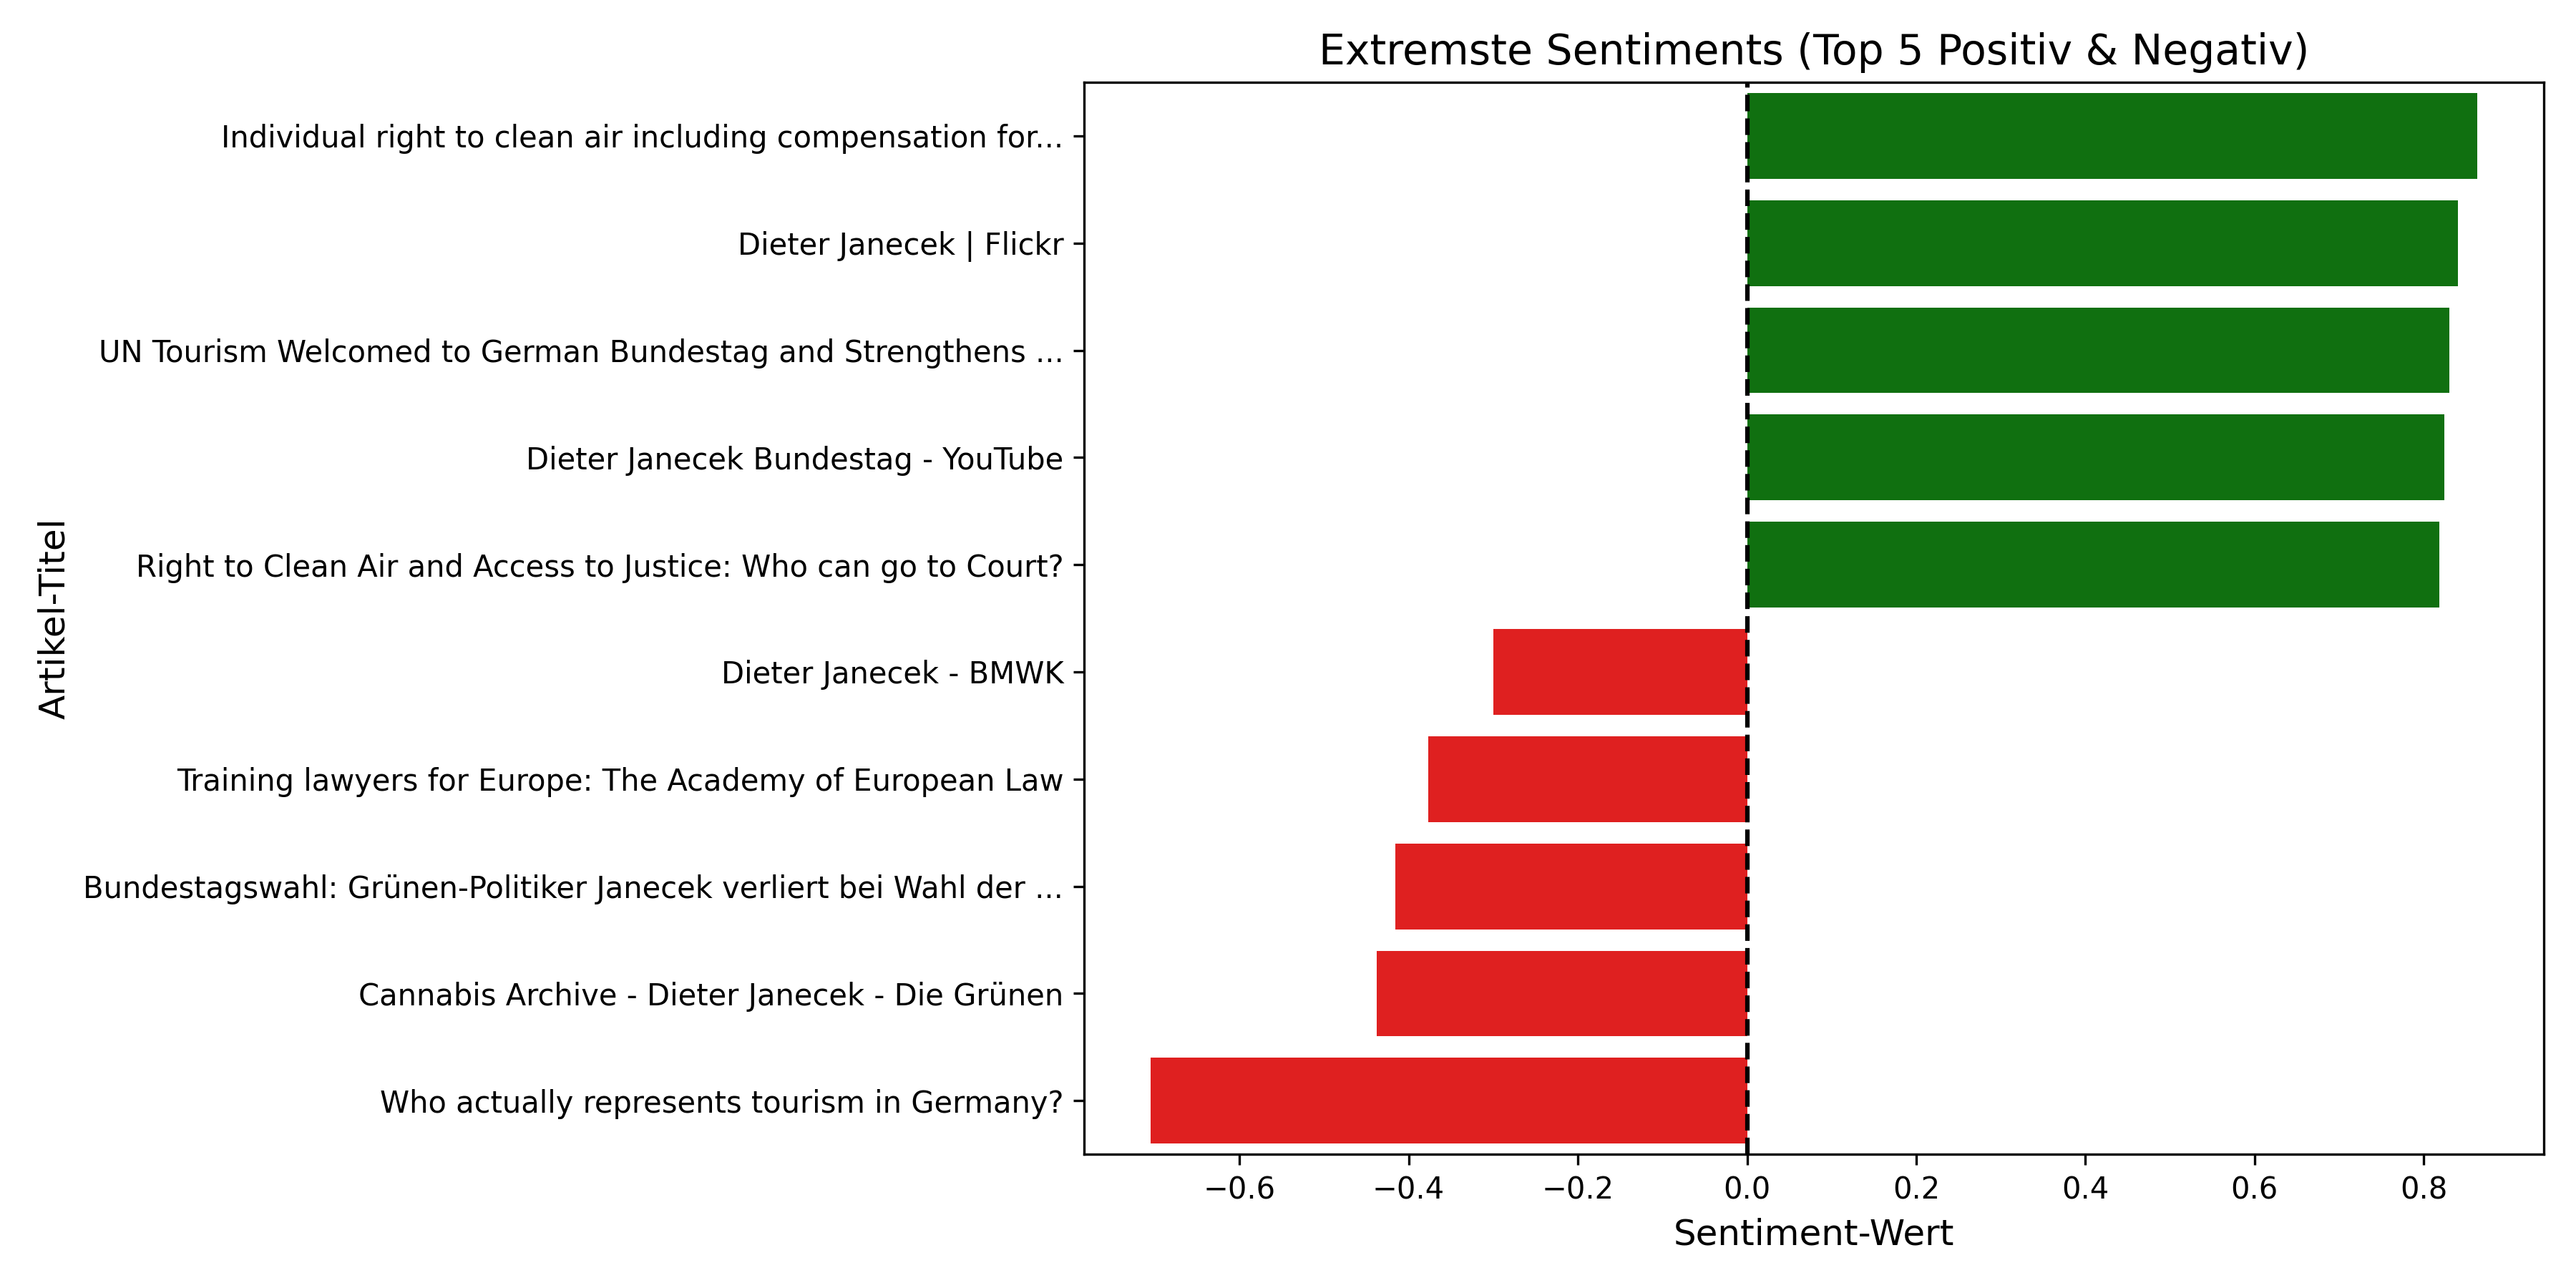 Extremste Sentiments (Top 5 Positiv & Negativ)
Artikel-Titel
Individual right to clean air including compensation for...
Dieter Janecek | Flickr
UN Tourism Welcomed to German Bundestag and Strengthens ...
Dieter Janecek Bundestag - YouTube
Right to Clean Air and Access to Justice: Who can go to Court?
Dieter Janecek - BMWK
Training lawyers for Europe: The Academy of European Law
Bundestagswahl: Grünen-Politiker Janecek verliert bei Wahl der ...
Cannabis Archive - Dieter Janecek - Die Grünen
Who actually represents tourism in Germany?
−0.6 −0.4 −0.2 0.0 0.2 0.4 0.6 0.8
Sentiment-Wert